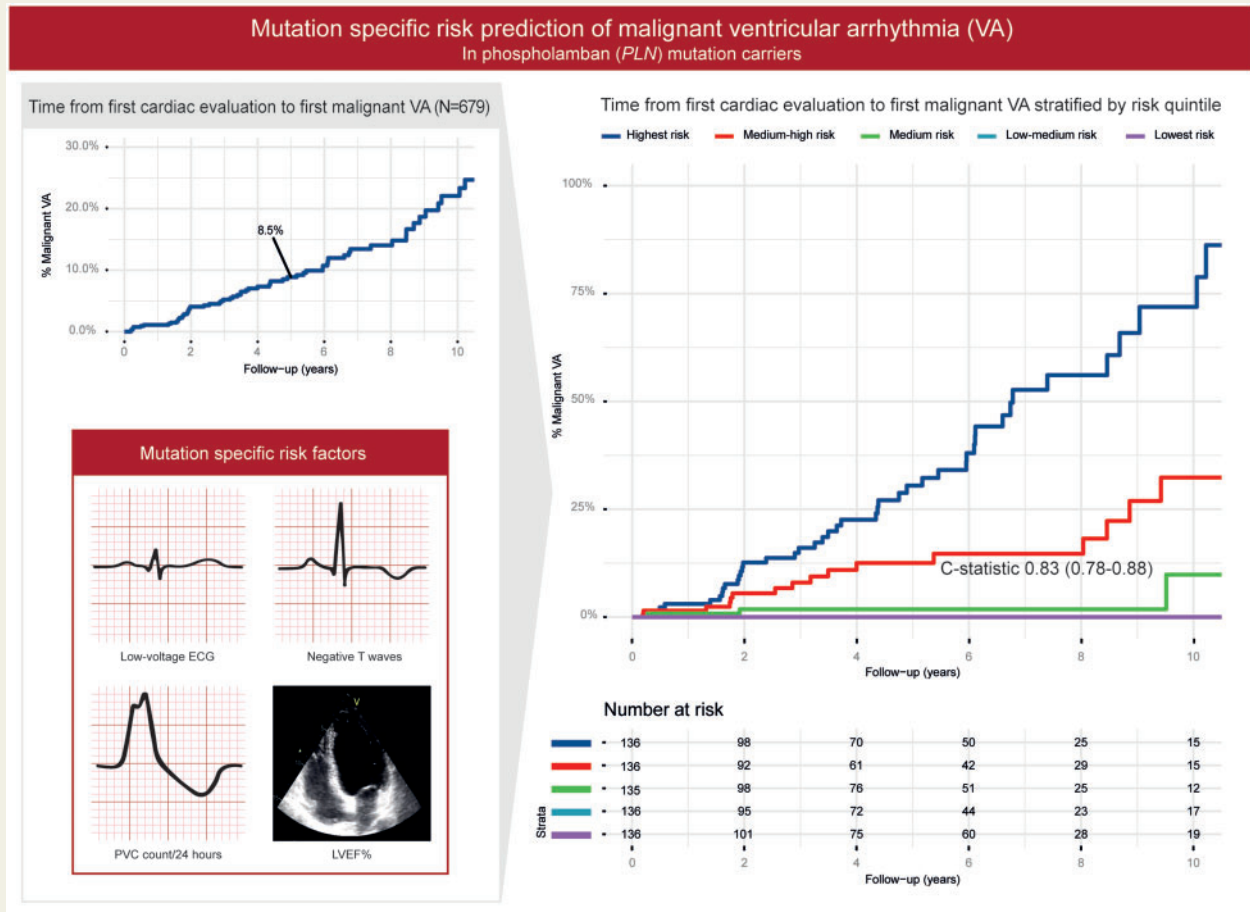 Mutation specific risk prediction of malignant ventricular arrhythmia (VA)
In phospholamban (PLN) mutation carriers
Time from first cardiac evaluation to first malignant VA (N=679)
30.0%
20.0%
10.0%
0.0%
% Malignant VA
8.5%
0 2 4 6 8 10
Follow-up (years)
Mutation specific risk factors
Low-voltage ECG
Negative T waves
PVC count/24 hours
V
LVEF%
Time from first cardiac evaluation to first malignant VA stratified by risk quintile
Highest risk Medium-high risk Medium risk Low-medium risk Lowest risk
100%
75%
50%
25%
0%
% Malignant VA
C-statistic 0.83 (0.78-0.88)
0 2 4 6 8 10
Follow-up (years)
Number at risk
Strata
136 98 70 50 25 15
136 92 61 42 29 15
135 98 76 51 25 12
136 95 72 44 23 17
136 101 75 60 28 19
0 2 4 6 8 10
Follow-up (years)